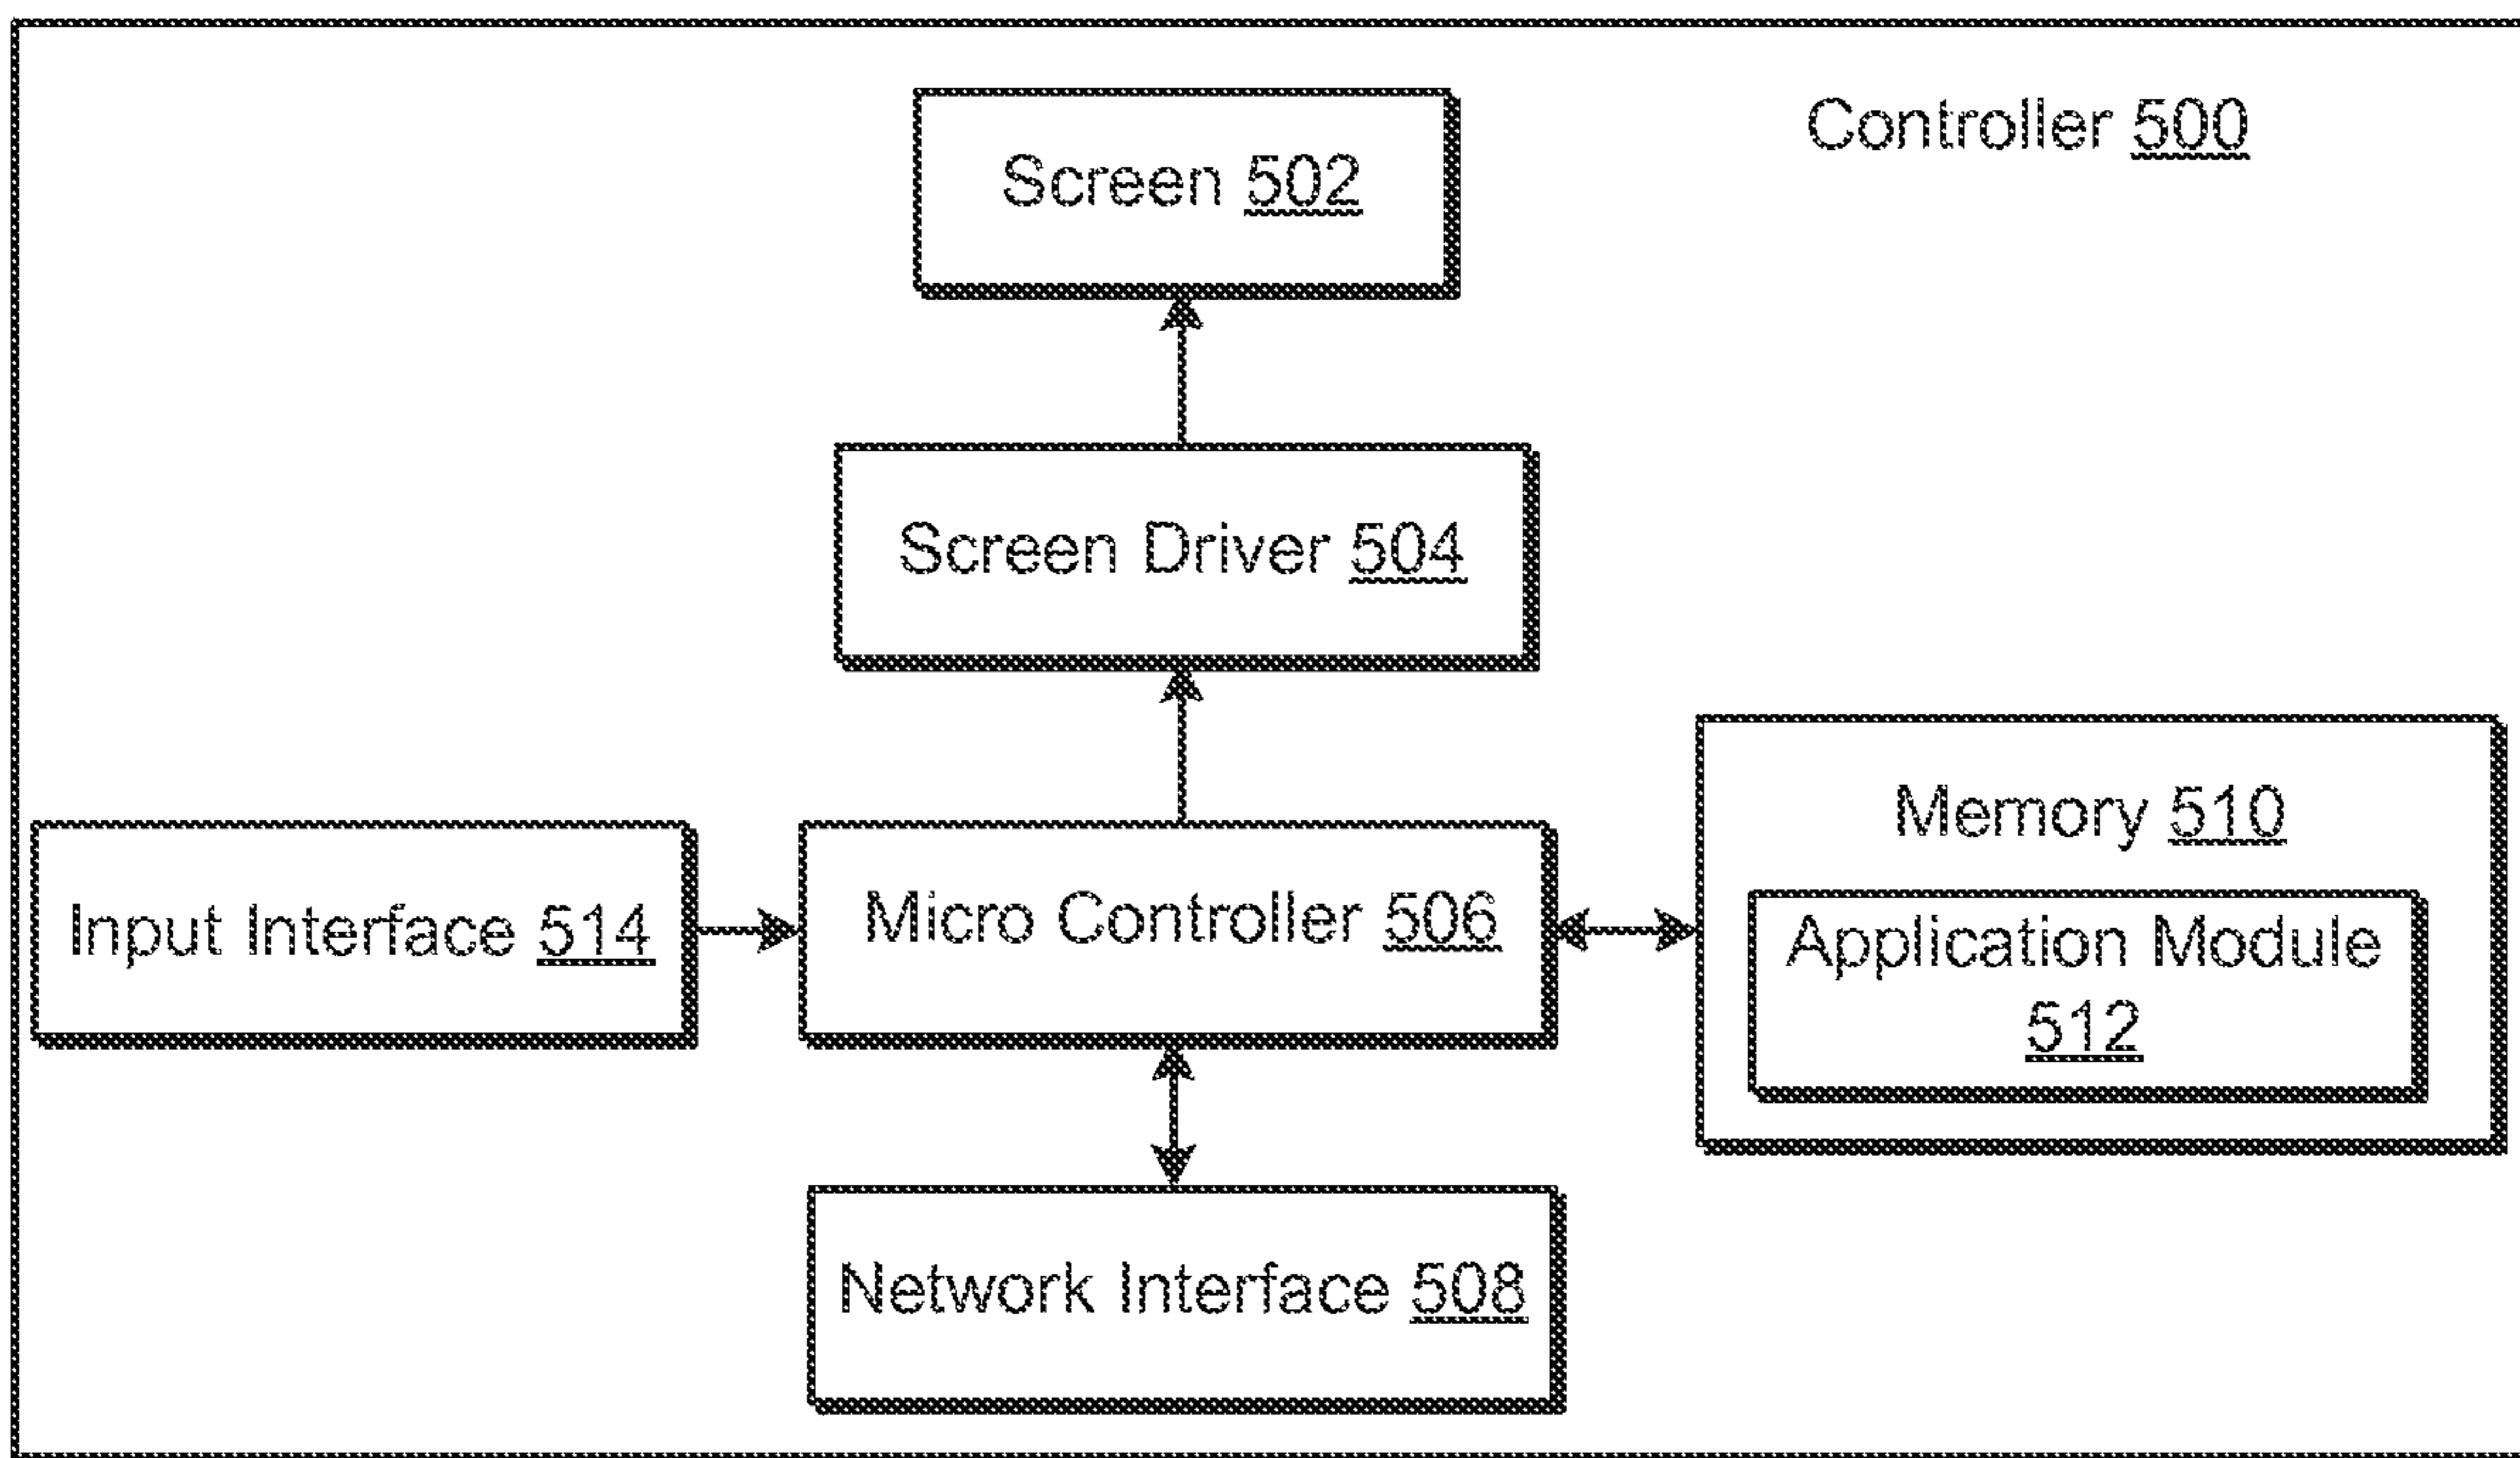 Controller 500
Screen 502
Screen Driver 504
Memory 510
Input Interface 514
Micro Controller 506
Application Module
512
Network Interface 508